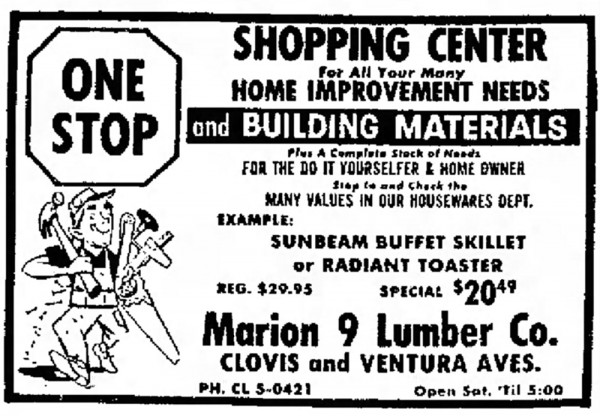 ONE
STOP
SHOPPING CENTER
For All Your Many
HOME IMPROVEMENT NEEDS
and BUILDING MATERIALS
Plus A Complete Stock of Needs
FOR THE DO IT YOURSELFER & HOME OWNER
Stop in and Check the
MANY VALUES IN OUR HOUSEWARES DEPT.
EXAMPLE:
SUNBEAM BUFFET SKILLET
or RADIANT TOASTER
REG. $29.95 SPECIAL $20.49
Marion 9 Lumber Co.
CLOVIS and VENTURA AVES.
PH. CL 5-0421 Open Sat. 'Til 5:00